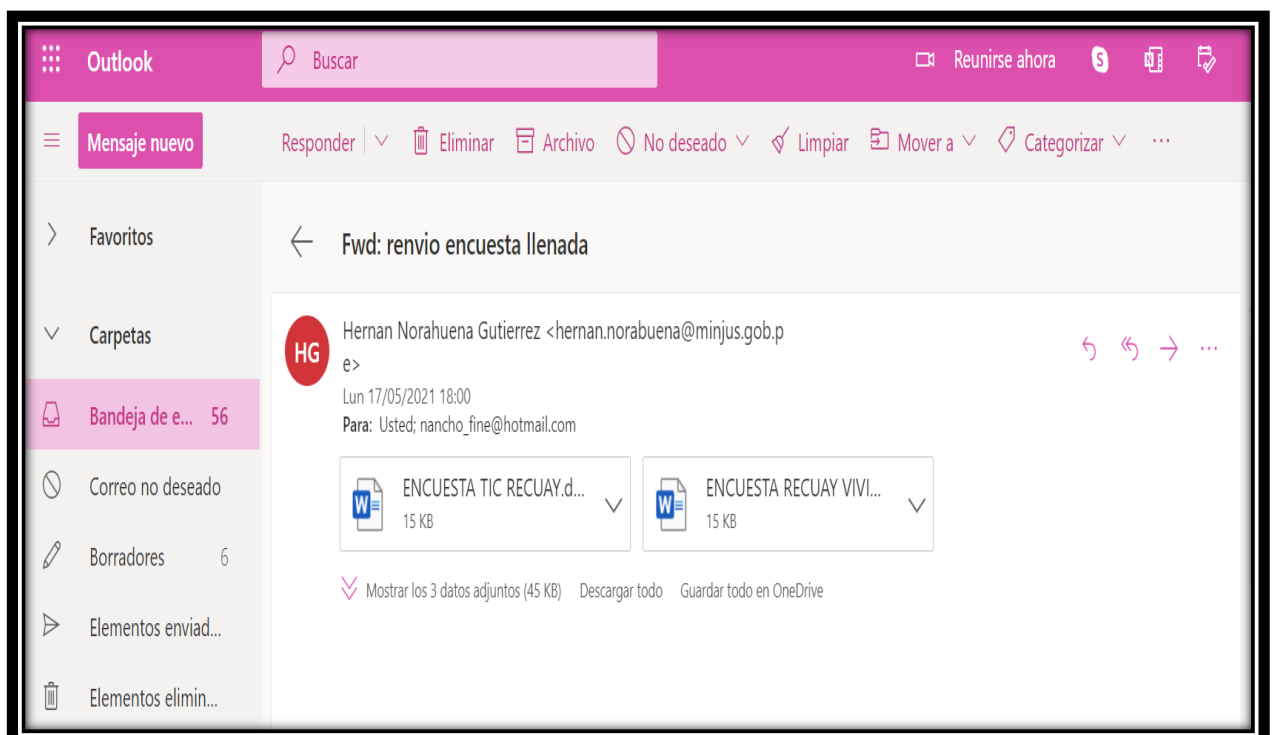 Outlook
Buscar
Reunirse ahora
Mensaje nuevo
Responder
Eliminar
Archivo
No deseado
Limpiar
Mover a
Categorizar
Favoritos
Fwd: renvio encuesta llenada
Carpetas
HG
Hernan Norahuena Gutierrez <hernan.norabuena@minjus.gob.p
e>
Lun 17/05/2021 18:00
Para: Usted; nancho_fine@hotmail.com
Bandeja de e... 56
ENCUESTA TIC RECUAY.d...
15 KB
ENCUESTA RECUAY VIVI...
15 KB
Correo no deseado
Borradores 6
Mostrar los 3 datos adjuntos (45 KB) Descargar todo Guardar todo en OneDrive
Elementos enviad...
Elementos elimin...